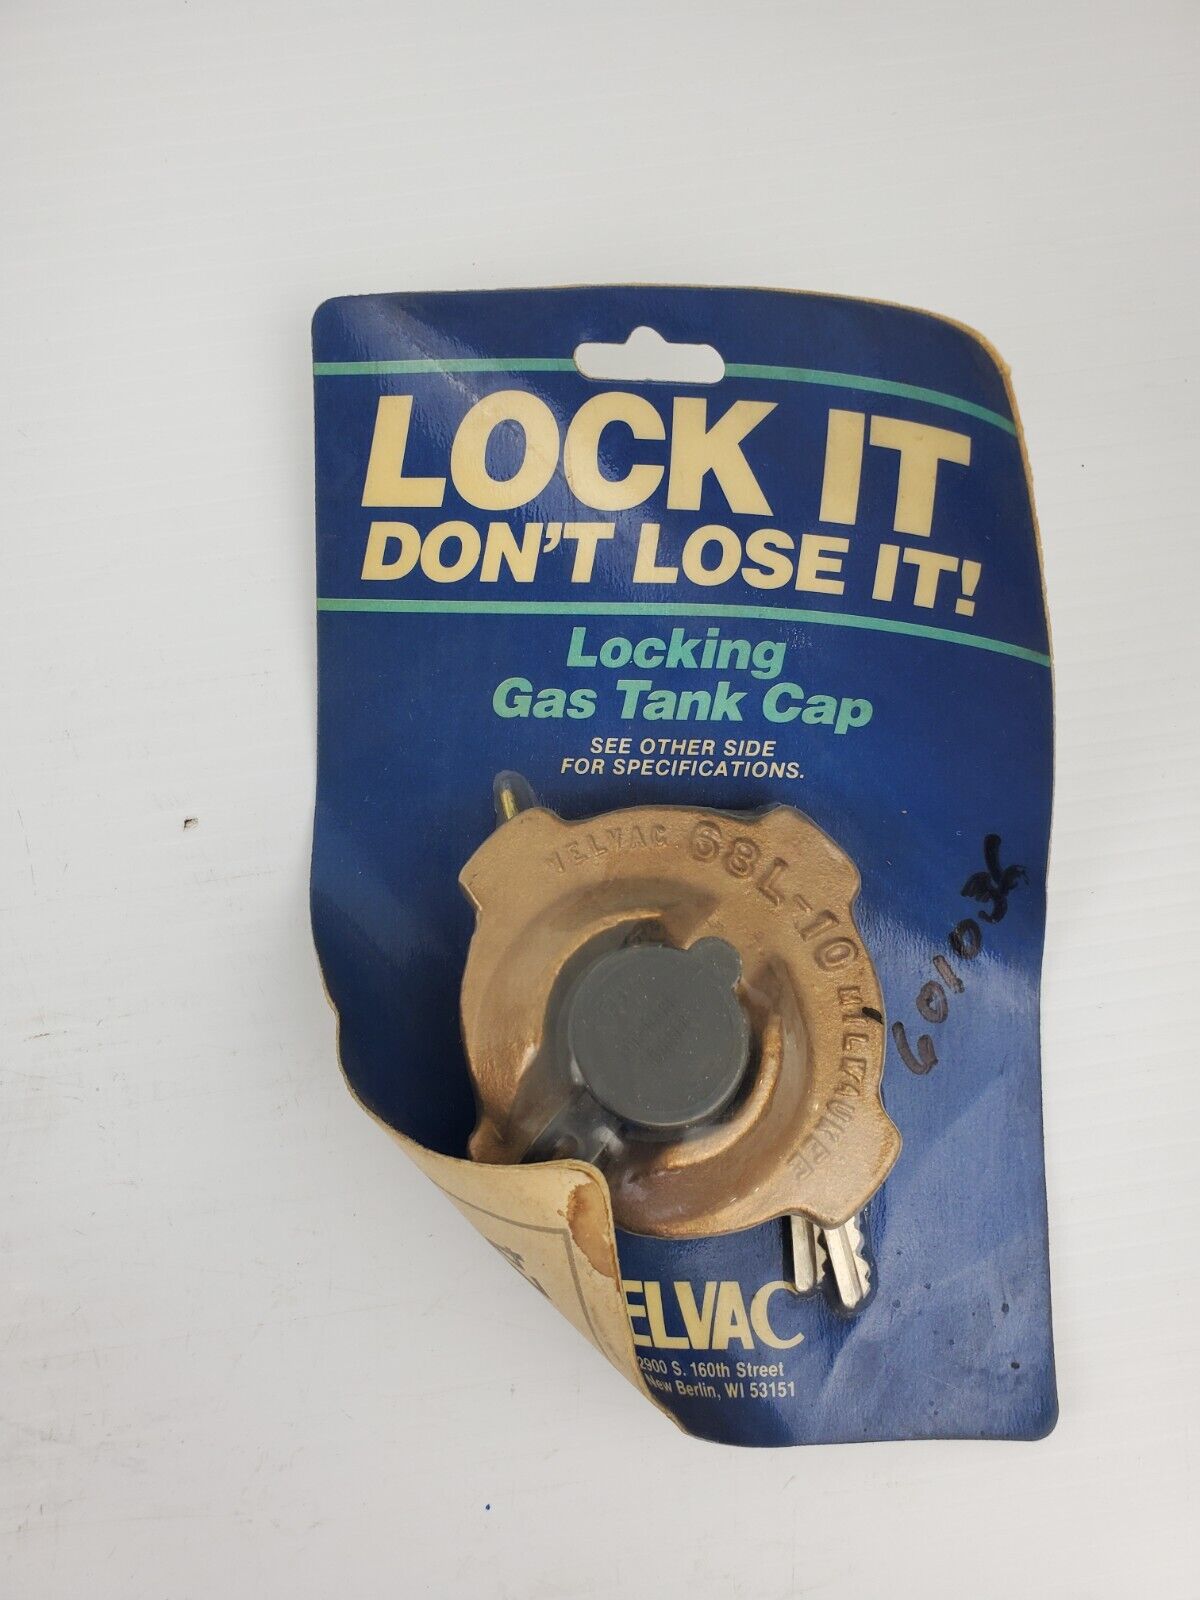 LOCK IT
DON'T LOSE IT!
Locking
Gas Tank Cap
SEE OTHER SIDE
FOR SPECIFICATIONS.
VELVAC 68L-10 MILWAUKEE
601036
ELVAC
2900 S. 160th Street
New Berlin, WI 53151